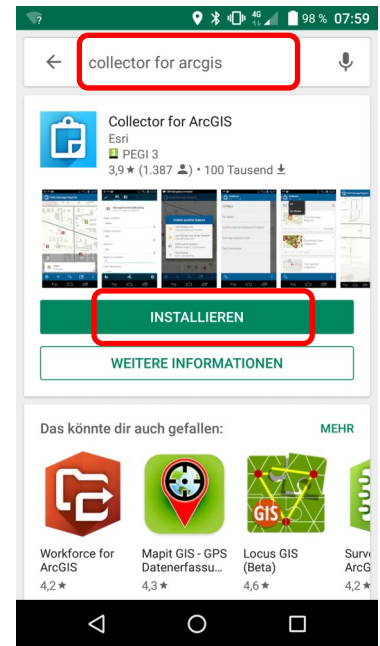 ? 4G 98 % 07:59
collector for arcgis
Collector for ArcGIS
Esri
3 PEGI 3
3,9 ★ (1.387 ) • 100 Tausend
INSTALLIEREN
WEITERE INFORMATIONEN
Das könnte dir auch gefallen: MEHR
GIS
Workforce for ArcGIS
4,2 ★
Mapit GIS - GPS Datenerfassu...
4,3 ★
Locus GIS (Beta)
4,6 ★
Surv
ArcG
4,2 ★